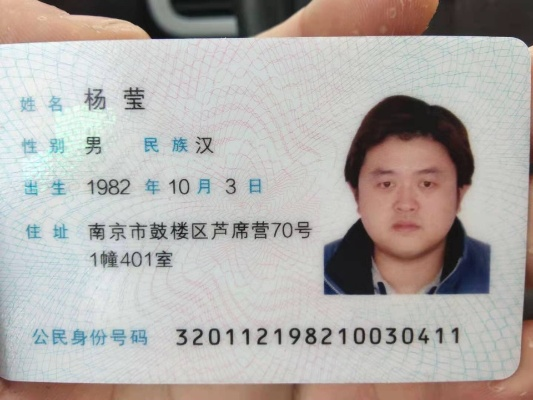 姓名 杨莹
性别 男 民族 汉
出生 1982 年 10 月 3 日
住址 南京市鼓楼区芦席营70号
1幢401室
公民身份号码 320112198210030411